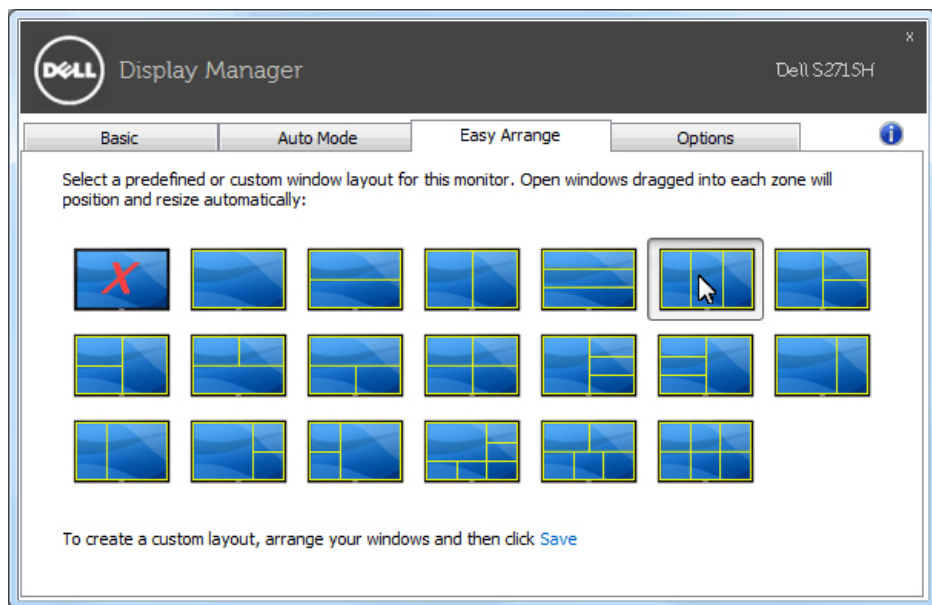 DELL
Display Manager
Dell S2715H
x
Basic
Auto Mode
Easy Arrange
Options
Select a predefined or custom window layout for this monitor. Open windows dragged into each zone will
position and resize automatically:
X
To create a custom layout, arrange your windows and then click Save